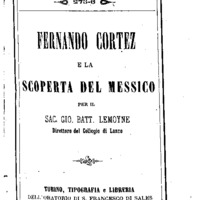 FERNANDO CORTEZ
E LA
SCOPERTA DEL MESSICO
PER IL
SAC. GIO. BATT. LEMOYNE
Direttore del Collegio di Lanzo
TORINO, TIPOGRAFIA e LIBRERIA
DELL'ORATORIO DI S. FRANCESCO DI SALES